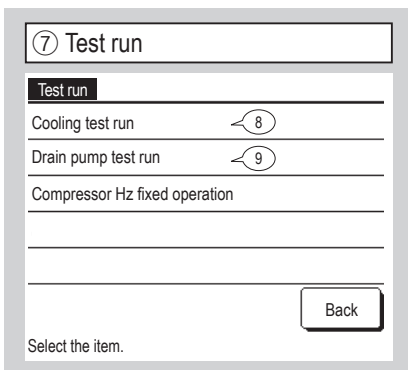 ⑦ Test run
Test run
Cooling test run ⑧
Drain pump test run ⑨
Compressor Hz fixed operation
Back
Select the item.